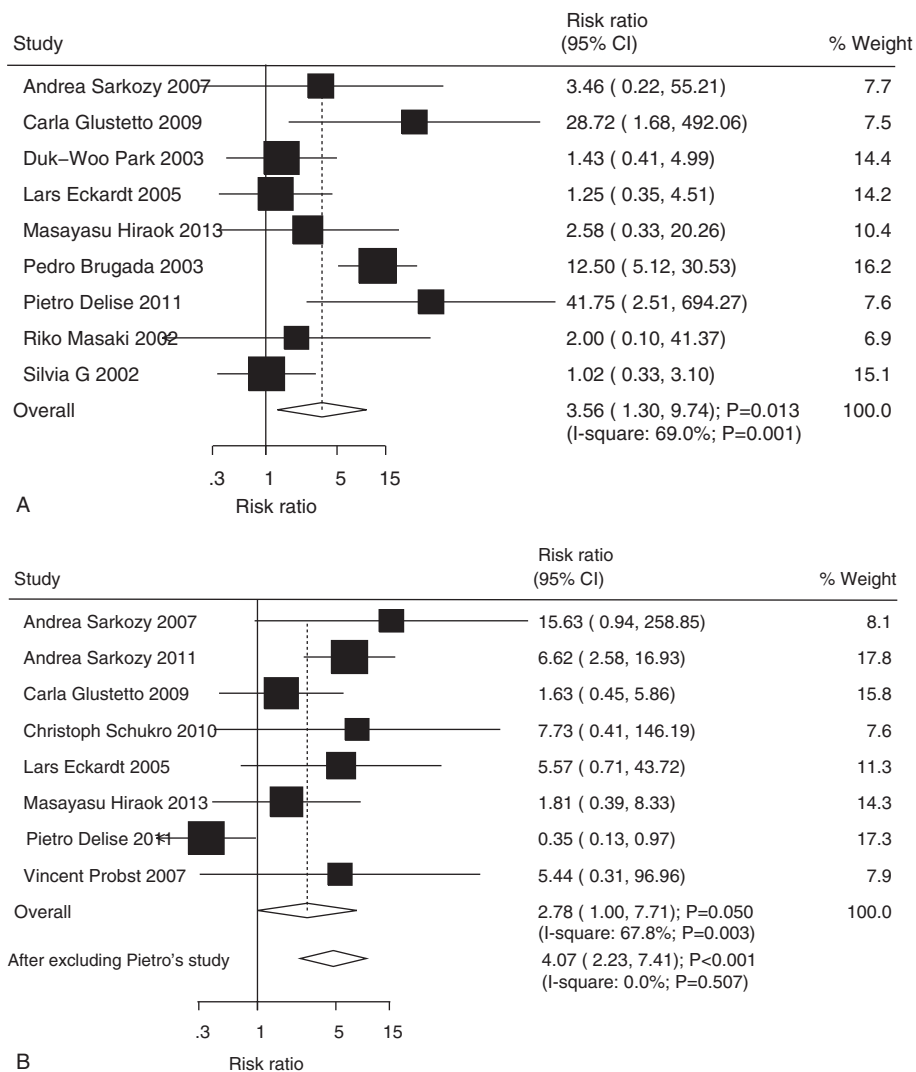 Risk ratio
Study (95% CI) % Weight
Andrea Sarkozy 2007 3.46 ( 0.22, 55.21) 7.7
Carla Glustetto 2009 28.72 ( 1.68, 492.06) 7.5
Duk–Woo Park 2003 1.43 ( 0.41, 4.99) 14.4
Lars Eckardt 2005 1.25 ( 0.35, 4.51) 14.2
Masayasu Hiraok 2013 2.58 ( 0.33, 20.26) 10.4
Pedro Brugada 2003 12.50 ( 5.12, 30.53) 16.2
Pietro Delise 2011 41.75 ( 2.51, 694.27) 7.6
Riko Masaki 2002 2.00 ( 0.10, 41.37) 6.9
Silvia G 2002 1.02 ( 0.33, 3.10) 15.1
Overall 3.56 ( 1.30, 9.74); P=0.013 100.0
(I-square: 69.0%; P=0.001)
.3 1 5 15
A Risk ratio
Risk ratio
Study (95% CI) % Weight
Andrea Sarkozy 2007 15.63 ( 0.94, 258.85) 8.1
Andrea Sarkozy 2011 6.62 ( 2.58, 16.93) 17.8
Carla Glustetto 2009 1.63 ( 0.45, 5.86) 15.8
Christoph Schukro 2010 7.73 ( 0.41, 146.19) 7.6
Lars Eckardt 2005 5.57 ( 0.71, 43.72) 11.3
Masayasu Hiraok 2013 1.81 ( 0.39, 8.33) 14.3
Pietro Delise 2011 0.35 ( 0.13, 0.97) 17.3
Vincent Probst 2007 5.44 ( 0.31, 96.96) 7.9
Overall 2.78 ( 1.00, 7.71); P=0.050 100.0
(I-square: 67.8%; P=0.003)
After excluding Pietro's study 4.07 ( 2.23, 7.41); P<0.001
(I-square: 0.0%; P=0.507)
.3 1 5 15
B Risk ratio